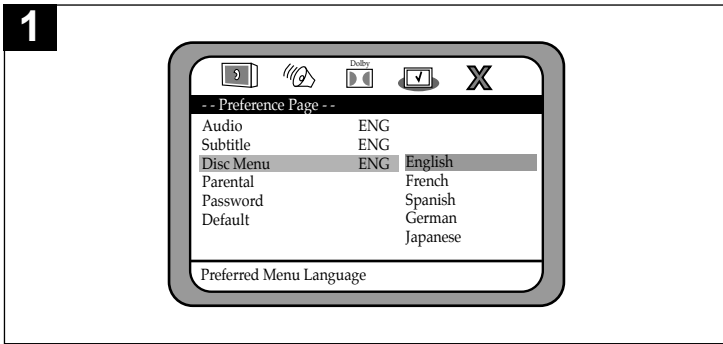 1
Dolby
- - Preference Page - -
Audio ENG
Subtitle ENG
Disc Menu ENG English
Parental French
Password Spanish
Default German
Japanese
Preferred Menu Language